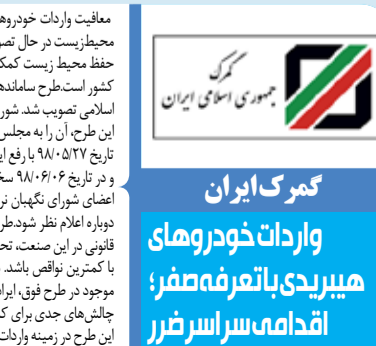 گمرک
جمهوری اسلامی ایران
گمرک ایران
واردات خودروهای
هیبریدی با تعرفه صفر؛
اقدامی سراسر ضرر
معافیت واردات خودروها
محیط‌زیست در حال تصو
حفظ محیط زیست کمک
کشور است.طرح ساماندهی
اسلامی تصویب شد. شور
این طرح، آن را به مجلس
تاریخ ۹۸/۰۵/۲۷ با رفع ای
و در تاریخ ۹۸/۰۶/۰۶ سخ
اعضای شورای نگهبان نر
دوباره اعلام نظر شود.طر
قانونی در این صنعت، تح
با کمترین نواقص باشد.
موجود در طرح فوق، ایراد
چالش‌های جدی برای ک
این طرح در زمینه واردات